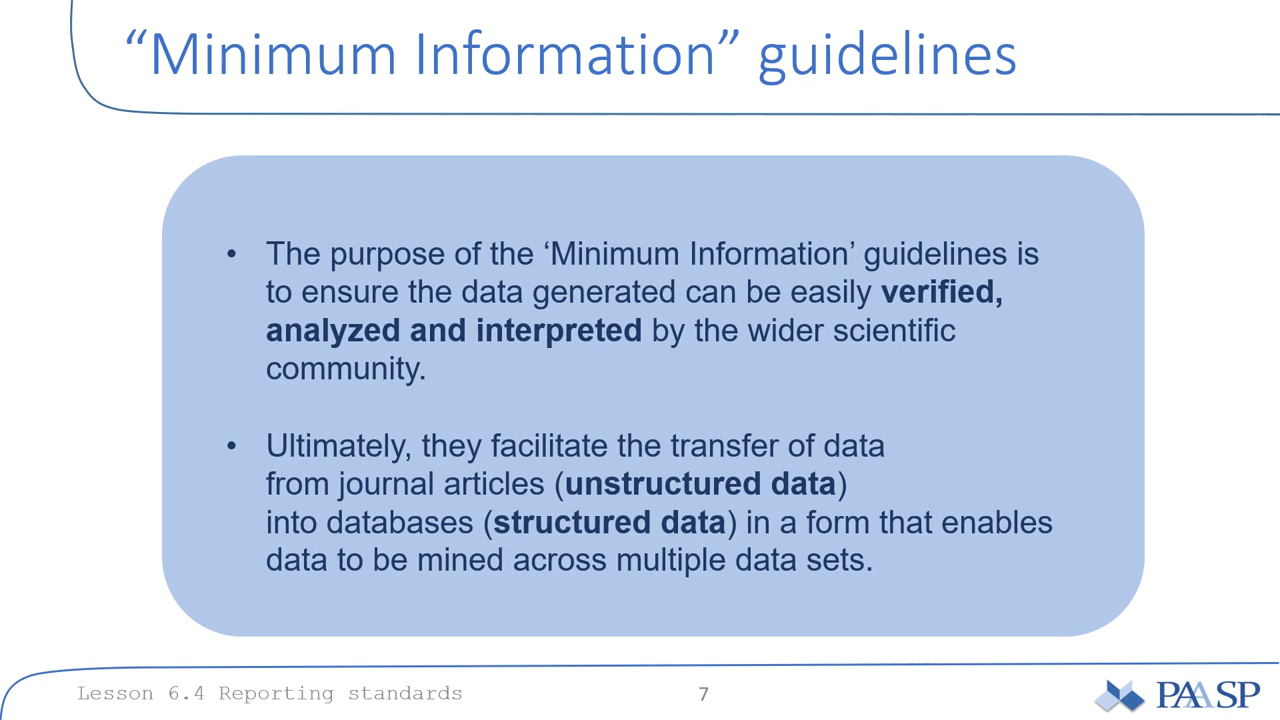 “Minimum Information” guidelines
• The purpose of the ‘Minimum Information’ guidelines is
to ensure the data generated can be easily verified,
analyzed and interpreted by the wider scientific
community.
• Ultimately, they facilitate the transfer of data
from journal articles (unstructured data)
into databases (structured data) in a form that enables
data to be mined across multiple data sets.
Lesson 6.4 Reporting standards
7
PAASP